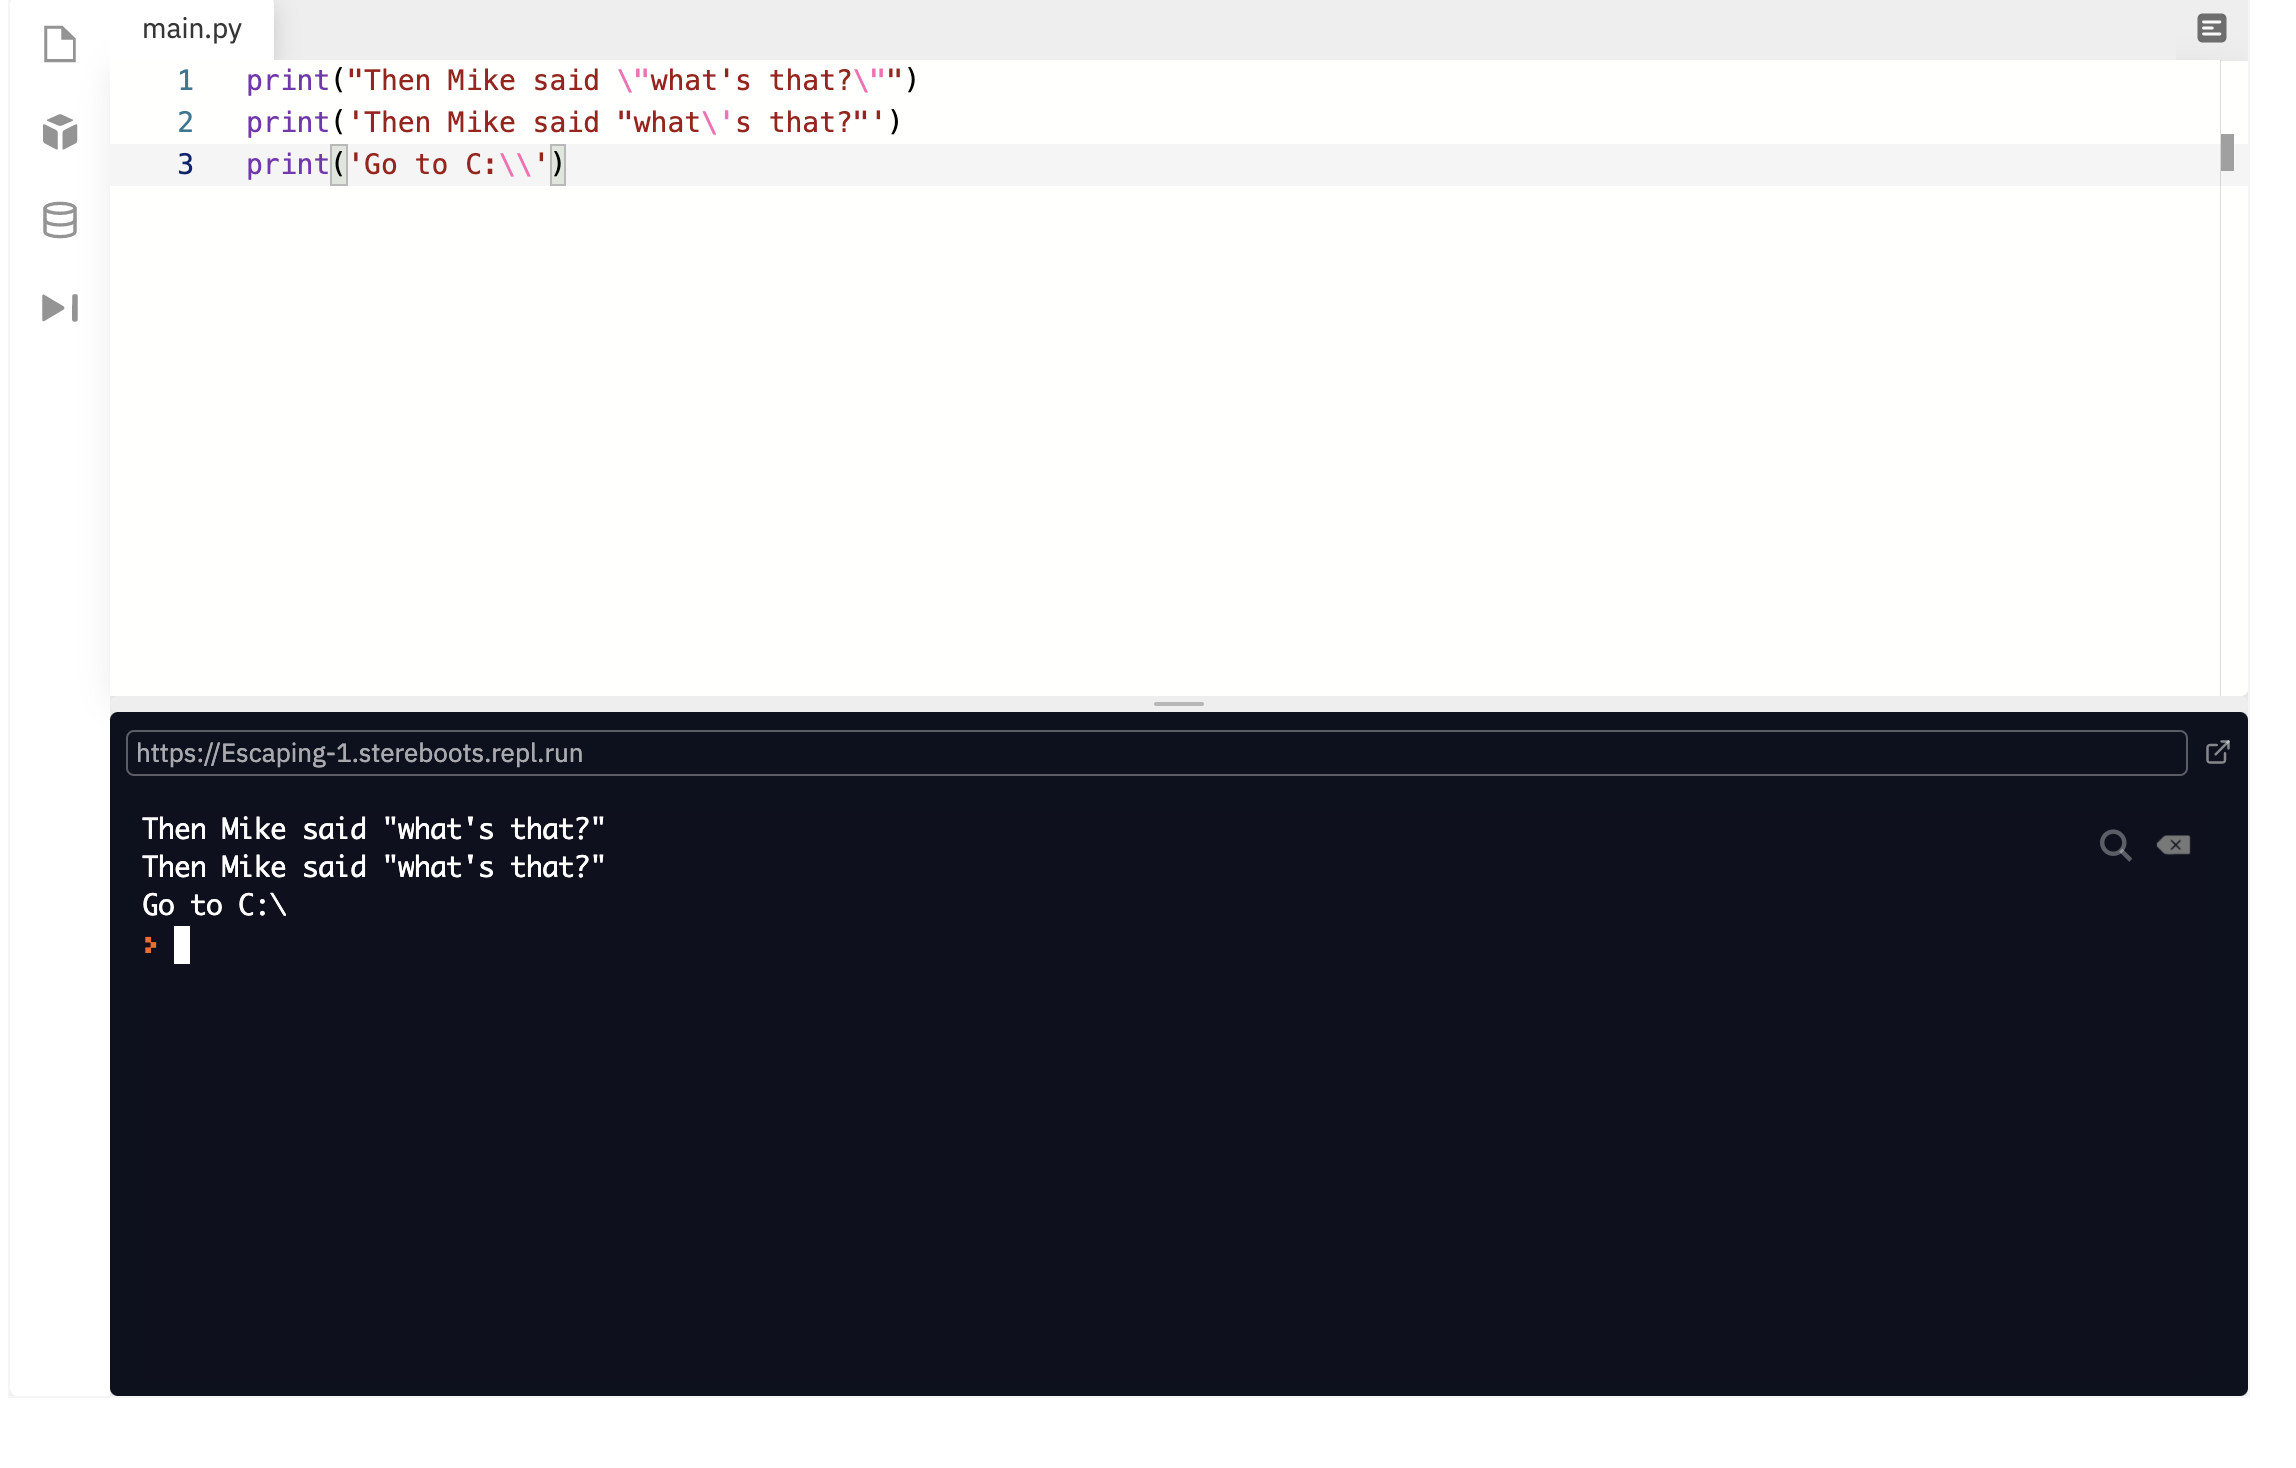 main.py
1 print("Then Mike said \"what's that?\"")
2 print('Then Mike said "what\'s that?"')
3 print('Go to C:\\')
https://Escaping-1.stereboots.repl.run
Then Mike said "what's that?"
Then Mike said "what's that?"
Go to C:\